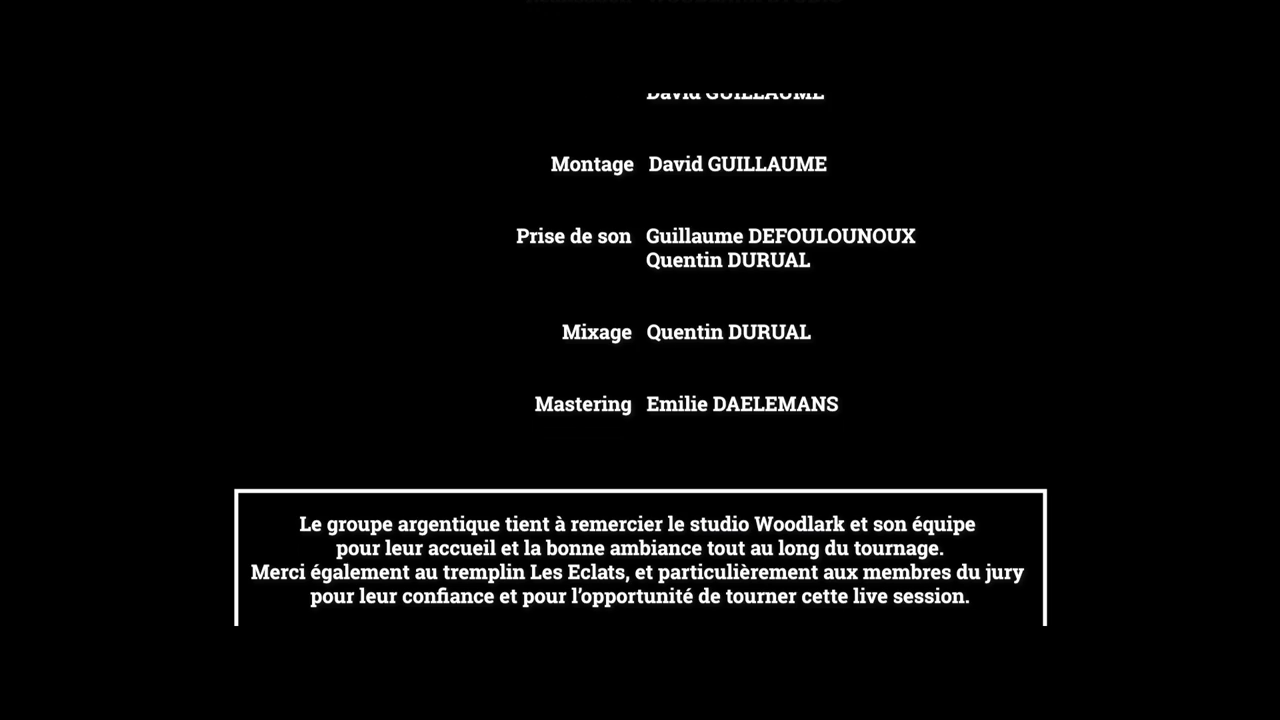 David GUILLAUME
Montage David GUILLAUME
Prise de son Guillaume DEFOULOUNOUX
Quentin DURUAL
Mixage Quentin DURUAL
Mastering Emilie DAELEMANS
Le groupe argentique tient à remercier le studio Woodlark et son équipe
pour leur accueil et la bonne ambiance tout au long du tournage.
Merci également au tremplin Les Eclats, et particulièrement aux membres du jury
pour leur confiance et pour l’opportunité de tourner cette live session.